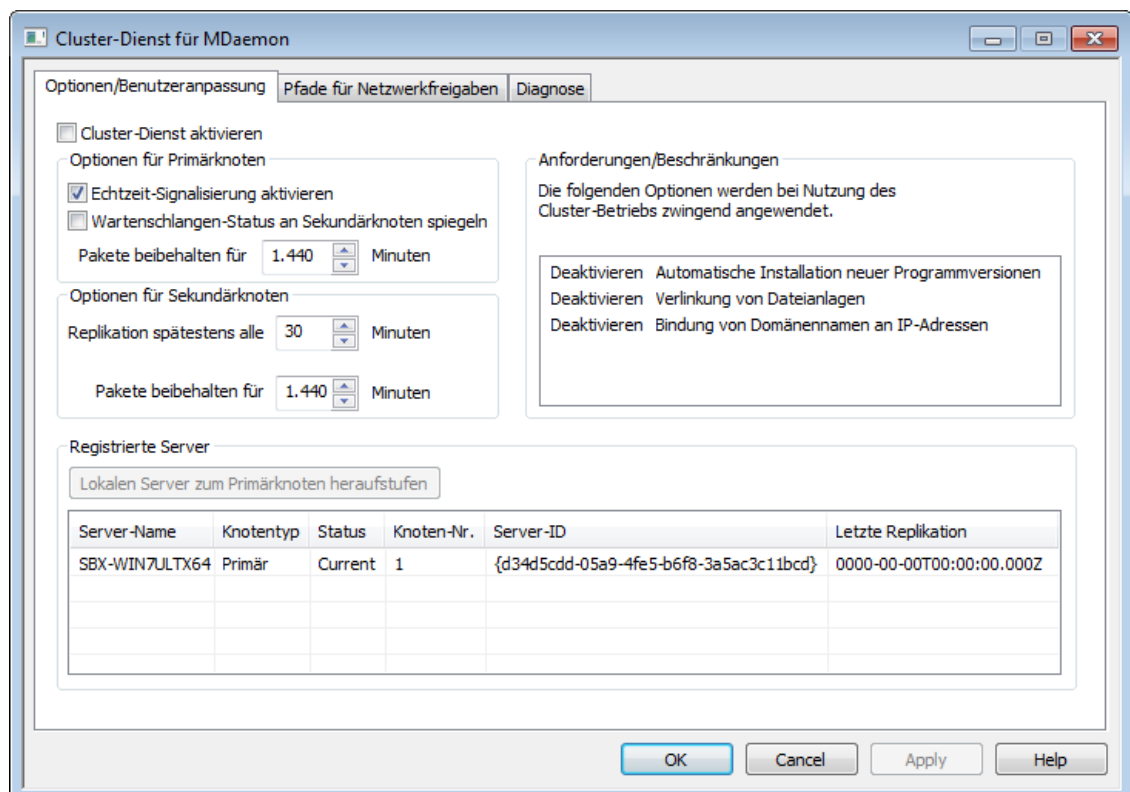 Cluster-Dienst für MDaemon
Optionen/Benutzeranpassung Pfade für Netzwerkfreigaben Diagnose
Cluster-Dienst aktivieren
Optionen für Primärknoten
Echtzeit-Signalisierung aktivieren
Wartenschlangen-Status an Sekundärknoten spiegeln
Pakete beibehalten für 1.440 Minuten
Optionen für Sekundärknoten
Replikation spätestens alle 30 Minuten
Pakete beibehalten für 1.440 Minuten
Anforderungen/Beschränkungen
Die folgenden Optionen werden bei Nutzung des
Cluster-Betriebs zwingend angewendet.
Deaktivieren Automatische Installation neuer Programmversionen
Deaktivieren Verlinkung von Dateianlagen
Deaktivieren Bindung von Domänennamen an IP-Adressen
Registrierte Server
Lokalen Server zum Primärknoten heraufstufen
Server-Name Knotentyp Status Knoten-Nr. Server-ID Letzte Replikation
SBX-WIN7ULTX64 Primär Current 1 {d34d5cdd-05a9-4fe5-b6f8-3a5ac3c11bcd} 0000-00-00T00:00:00.000Z
OK Cancel Apply Help